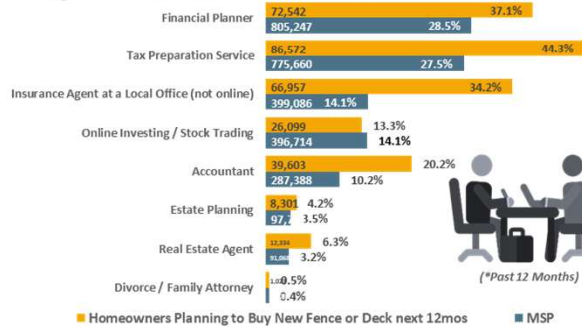 Financial Planner
72,542
37.1%
805,247
28.5%
Tax Preparation Service
86,572
44.3%
775,660
27.5%
Insurance Agent at a Local Office (not online)
66,957
34.2%
399,086
14.1%
Online Investing / Stock Trading
26,099
13.3%
396,714
14.1%
Accountant
39,603
20.2%
287,388
10.2%
Estate Planning
8,301
4.2%
3.5%
Real Estate Agent
12,334
6.3%
91,068
3.2%
Divorce / Family Attorney
0.5%
0.4%
(*Past 12 Months)
Homeowners Planning to Buy New Fence or Deck next 12mos
MSP